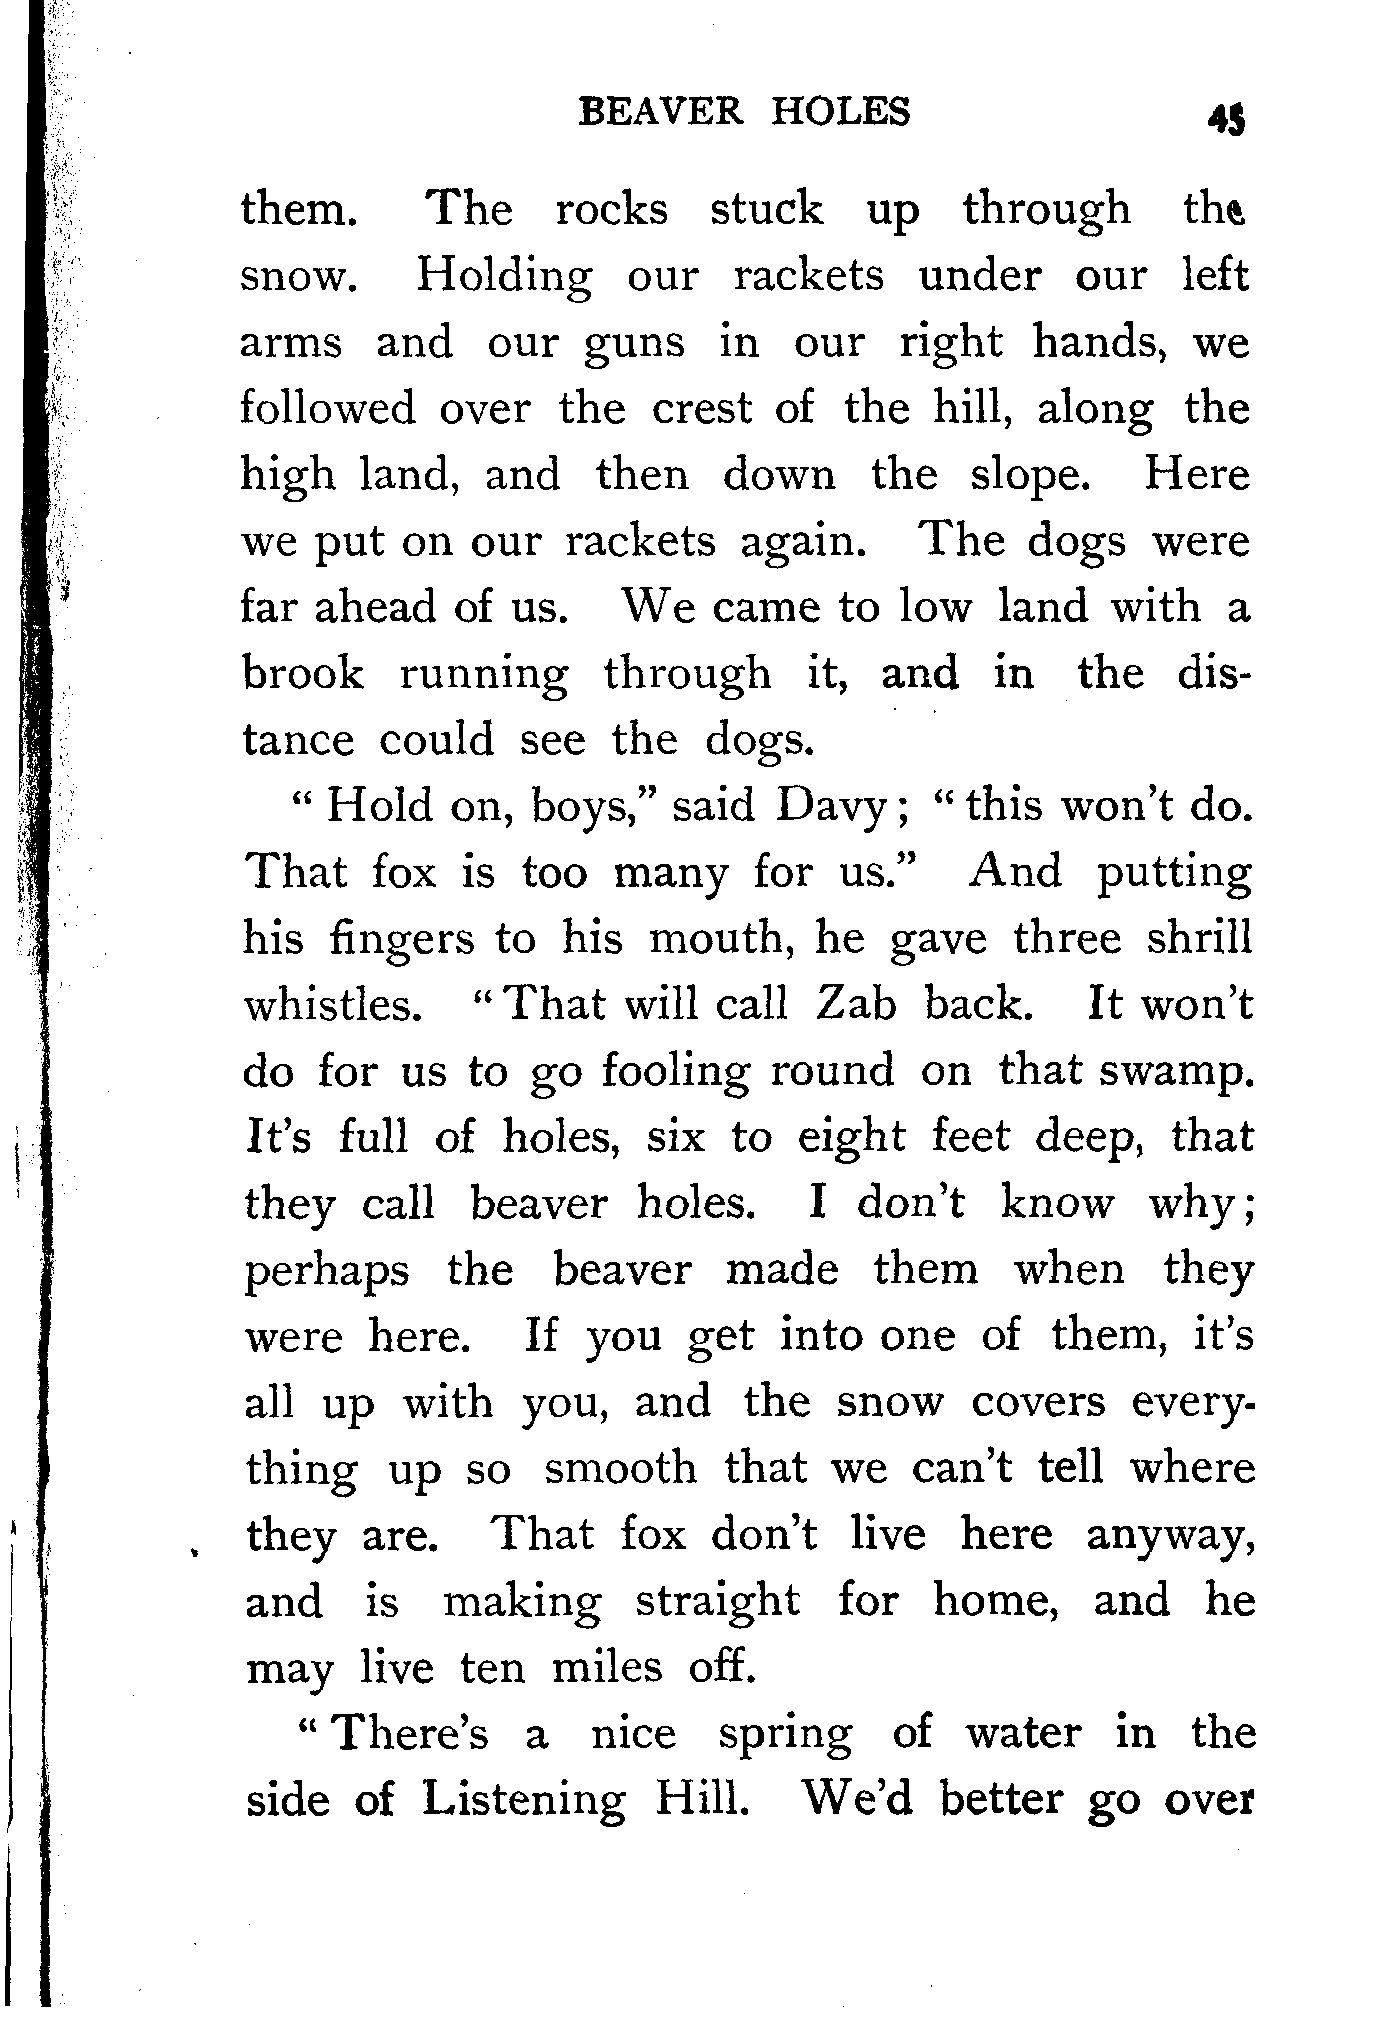 BEAVER HOLES 45
them. The rocks stuck up through the
snow. Holding our rackets under our left
arms and our guns in our right hands, we
followed over the crest of the hill, along the
high land, and then down the slope. Here
we put on our rackets again. The dogs were
far ahead of us. We came to low land with a
brook running through it, and in the dis-
tance could see the dogs.
“Hold on, boys,” said Davy; “this won’t do.
That fox is too many for us.” And putting
his fingers to his mouth, he gave three shrill
whistles. “That will call Zab back. It won’t
do for us to go fooling round on that swamp.
It’s full of holes, six to eight feet deep, that
they call beaver holes. I don’t know why;
perhaps the beaver made them when they
were here. If you get into one of them, it’s
all up with you, and the snow covers every-
thing up so smooth that we can’t tell where
they are. That fox don’t live here anyway,
and is making straight for home, and he
may live ten miles off.
“There’s a nice spring of water in the
side of Listening Hill. We’d better go over